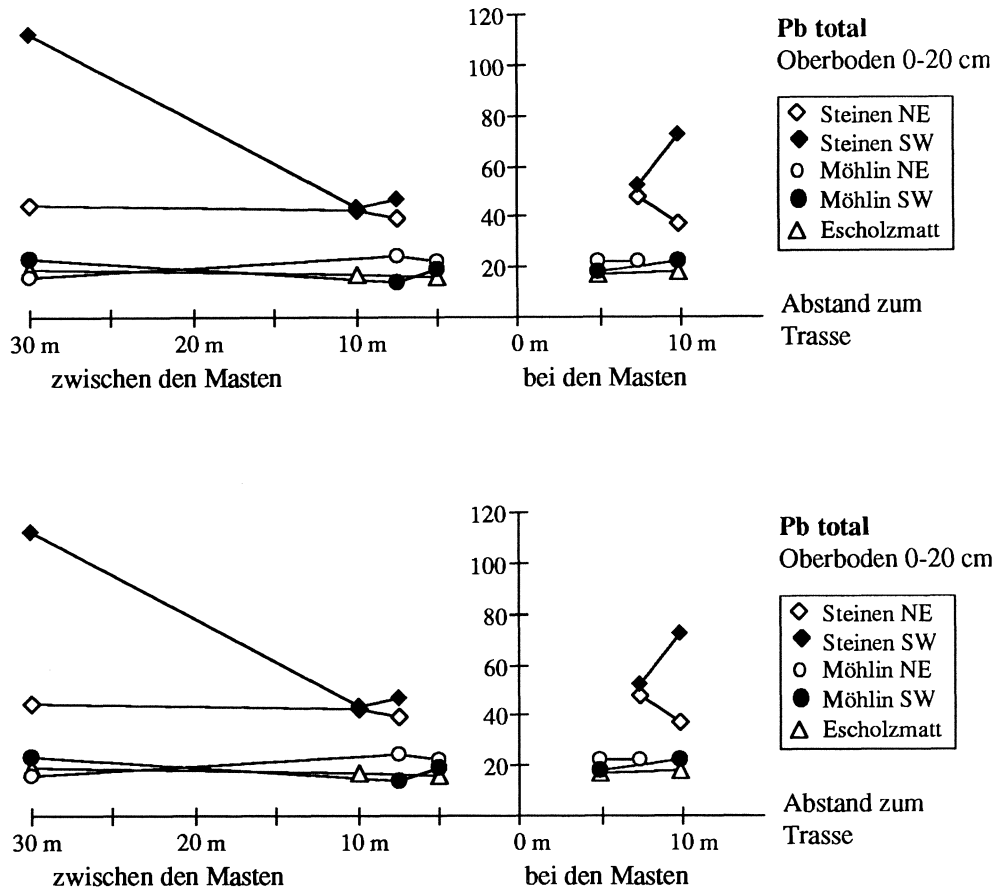 120
100
80
60
40
20
30 m 20 m 10 m 0 m 10 m
zwischen den Masten bei den Masten
Pb total
Oberboden 0-20 cm
Steinen NE
Steinen SW
Möhlin NE
Möhlin SW
Escholzmatt
Abstand zum
Trasse
120
100
80
60
40
20
30 m 20 m 10 m 0 m 10 m
zwischen den Masten bei den Masten
Pb total
Oberboden 0-20 cm
Steinen NE
Steinen SW
Möhlin NE
Möhlin SW
Escholzmatt
Abstand zum
Trasse